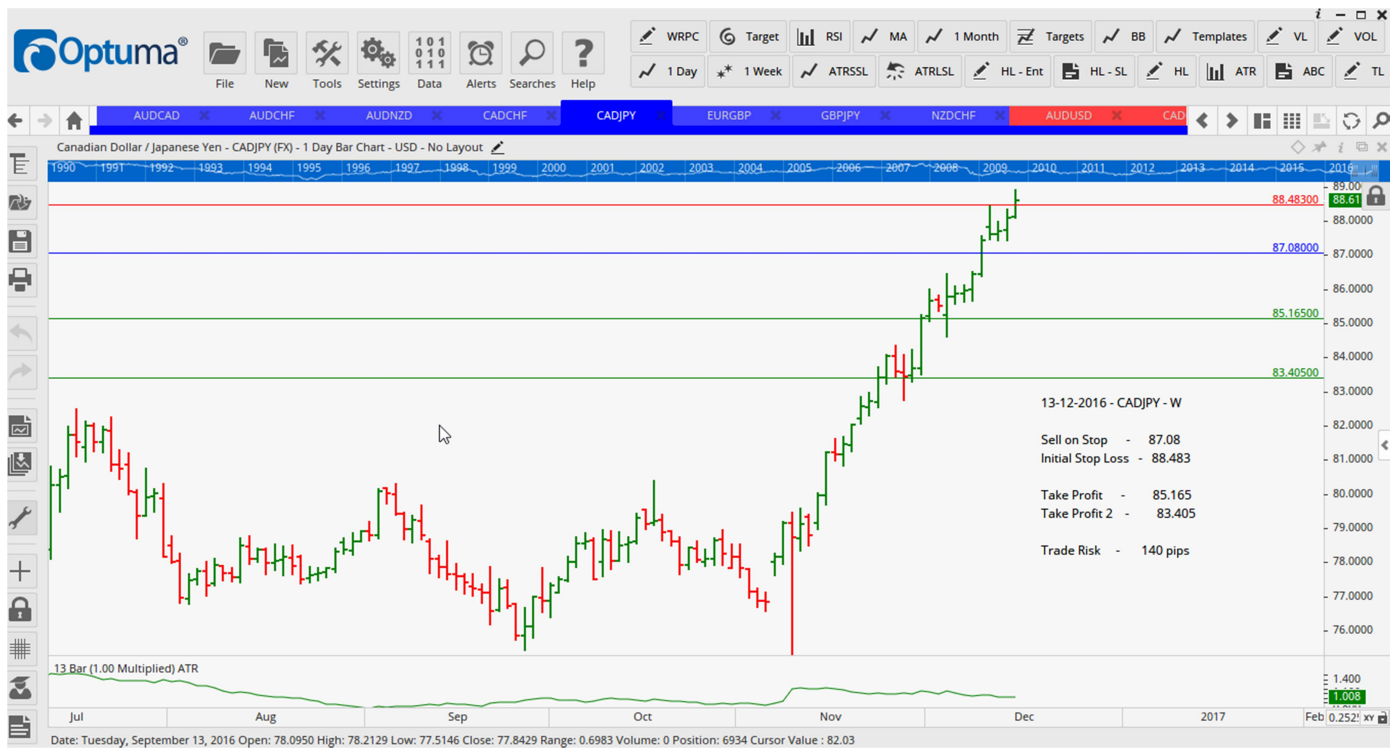 Optuma®
File
New
Tools
Settings
Data
Alerts
Searches
Help
WRPC Target RSI MA 1 Month Targets BB Templates VL VOL
1 Day 1 Week ATRSSL ATRLSL HL - Ent HL - SL HL ATR ABC TL
AUDCAD AUDCHF AUDNZD CADCHF CADJPY EURGBP GBPJPY NZDCHF AUDUSD CAD
Canadian Dollar / Japanese Yen - CADJPY (FX) - 1 Day Bar Chart - USD - No Layout
1990 1991 1992 1993 1994 1995 1996 1997 1998 1999 2000 2001 2002 2003 2004 2005 2006 2007 2008 2009 2010 2011 2012 2013 2014 2015 2016
88.48300
87.08000
85.16500
83.40500
88.61
88.0000
87.0000
86.0000
85.0000
84.0000
83.0000
82.0000
81.0000
80.0000
79.0000
78.0000
77.0000
76.0000
13-12-2016 - CADJPY - W
Sell on Stop - 87.08
Initial Stop Loss - 88.483
Take Profit - 85.165
Take Profit 2 - 83.405
Trade Risk - 140 pips
13 Bar (1.00 Multiplied) ATR
1.400
1.008
Jul Aug Sep Oct Nov Dec 2017 Feb
XY
Date: Tuesday, September 13, 2016 Open: 78.0950 High: 78.2129 Low: 77.5146 Close: 77.8429 Range: 0.6983 Volume: 0 Position: 6934 Cursor Value : 82.03